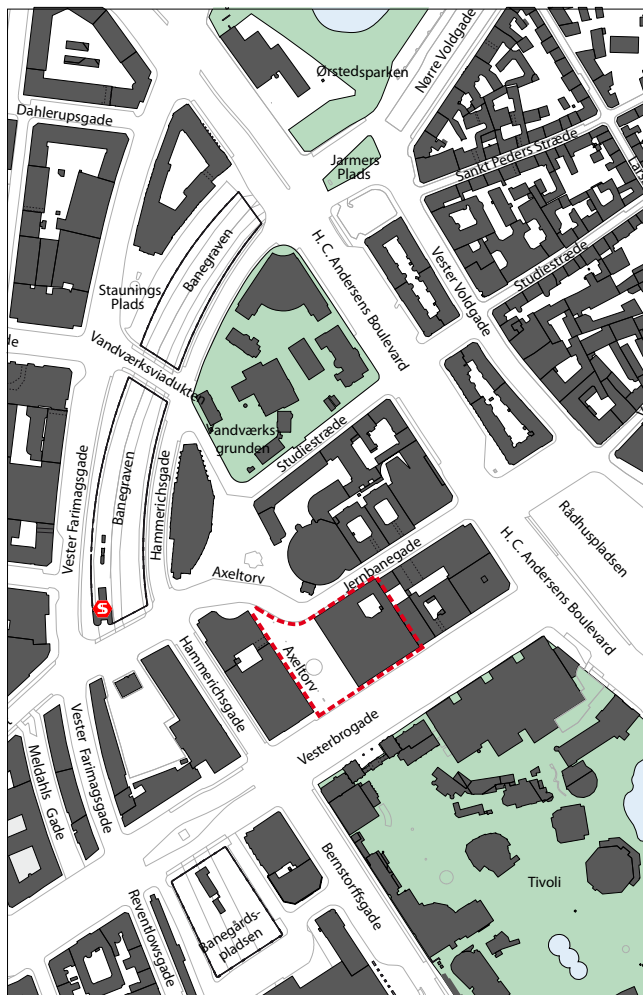 Ørstedsparken
Nørre Voldgade
Dahlerupsgade
Sankt Peders Stræde
Jarmers
Plads
Studiestræde
H. C. Andersens Boulevard
Vester Voldgade
Banegraven
Staunings
Plads
Vandværksviadukten
de
Vandværks-
grunden
Studiestræde
Vester Farimagsgade
Banegraven
Hammerichsgade
Rådhuspladsen
H. C. Andersens Boulevard
Axeltorv
Jernbanegade
S
Axeltorv
Hammerichsgade
Vesterbrogade
Vester Farimagsgade
Meldahls Gade
Bernstorffsgade
Tivoli
Reventlowsgade
Banegårds-
pladsen